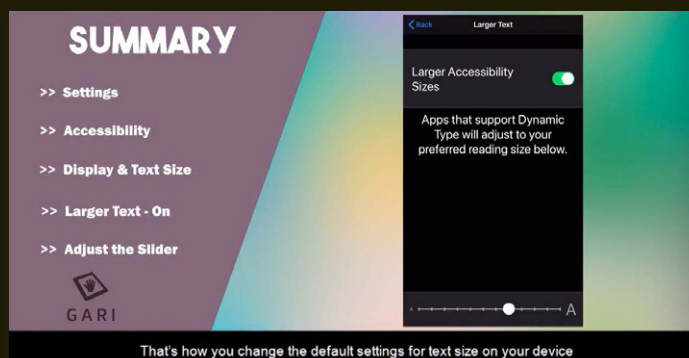 SUMMARY
>> Settings
>> Accessibility
>> Display & Text Size
>> Larger Text - On
>> Adjust the Slider
GARI
Back Larger Text
Larger Accessibility
Sizes
Apps that support Dynamic
Type will adjust to your
preferred reading size below.
A A
That's how you change the default settings for text size on your device